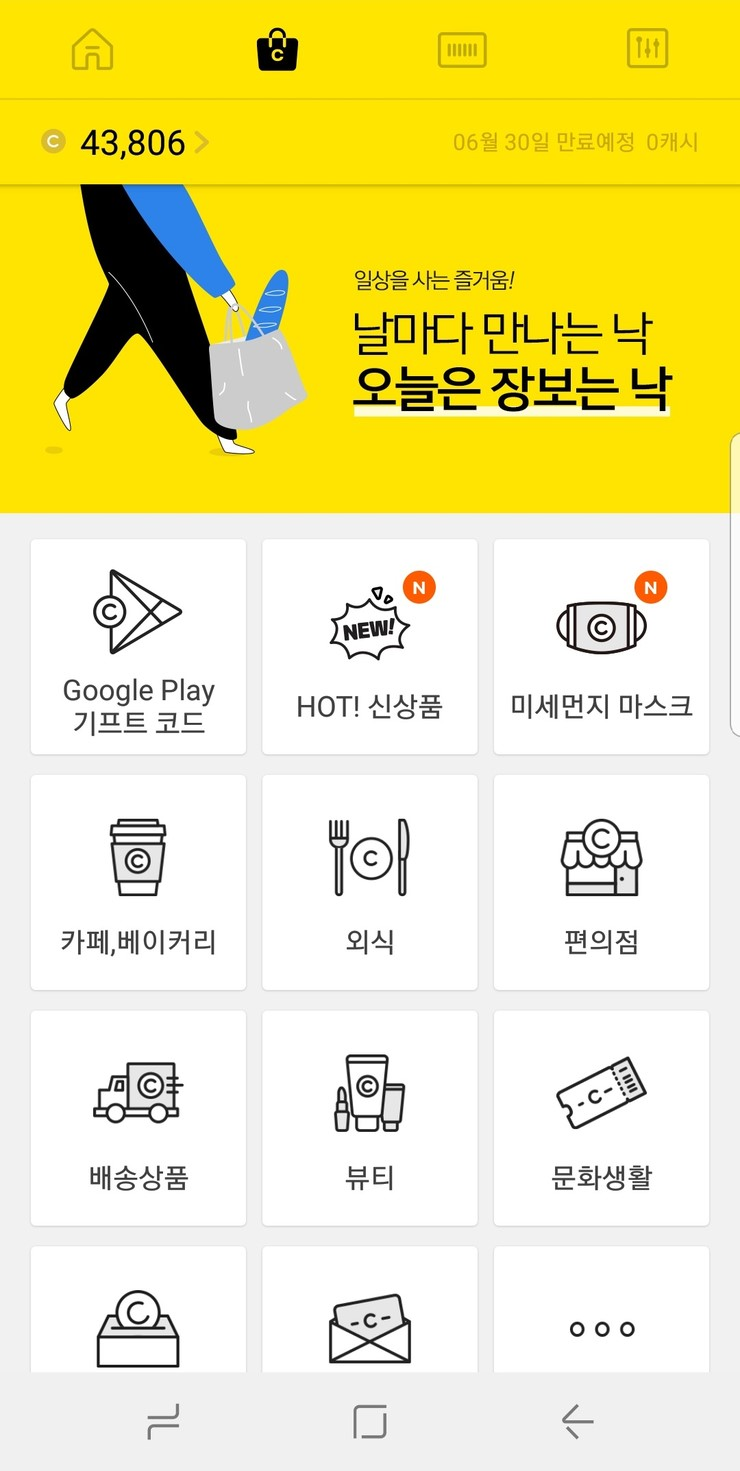 C
C 43,806 06월 30일 만료예정 0캐시
일상을 사는 즐거움!
날마다 만나는 낙
오늘은 장보는 낙
C
Google Play
기프트 코드
N
NEW!
HOT! 신상품
N
C
미세먼지 마스크
C
카페,베이커리
C
외식
C
편의점
C
배송상품
C
뷰티
C
문화생활
C
C